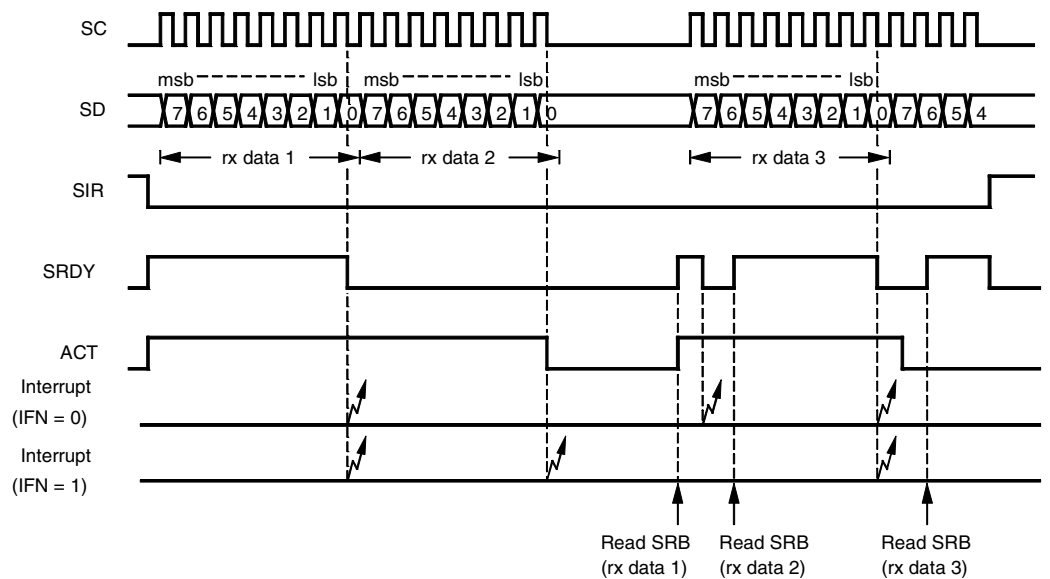 SC
msb lsb msb lsb msb lsb
SD 7 6 5 4 3 2 1 0 7 6 5 4 3 2 1 0 7 6 5 4 3 2 1 0 7 6 5 4
rx data 1 rx data 2 rx data 3
SIR
SRDY
ACT
Interrupt
(IFN = 0)
Interrupt
(IFN = 1)
Read SRB
(rx data 1)
Read SRB
(rx data 2)
Read SRB
(rx data 3)